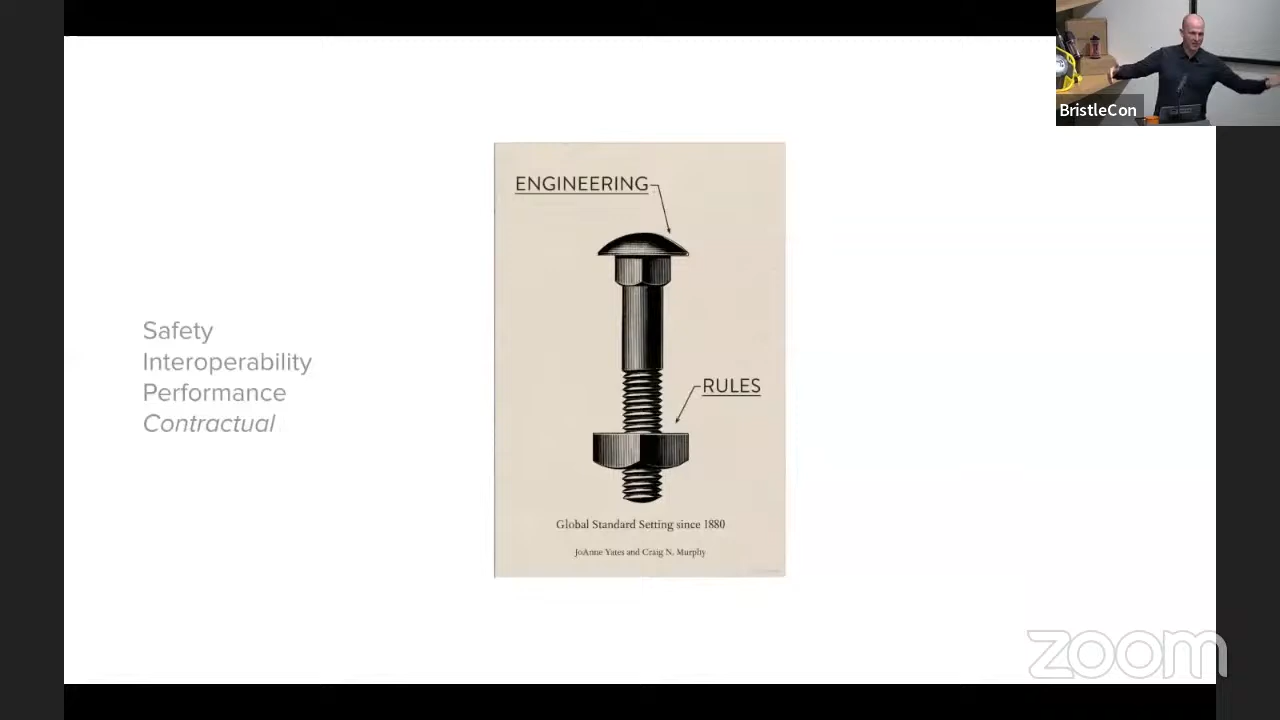 BristleCon
ENGINEERING
RULES
Safety
Interoperability
Performance
Contractual
Global Standard Setting since 1880
JoAnne Yates and Craig N. Murphy
zoom